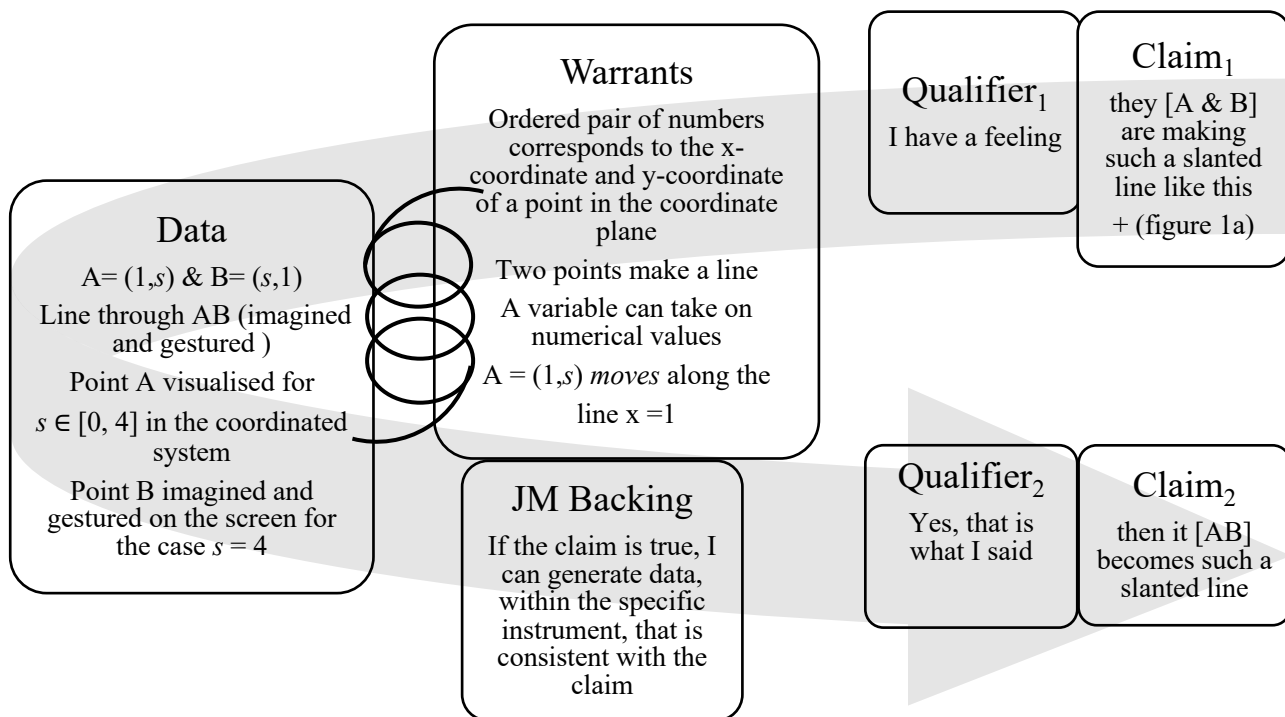 Data
A= (1,s) & B= (s,1)
Line through AB (imagined
and gestured )
Point A visualised for
s ∈ [0, 4] in the coordinated
system
Point B imagined and
gestured on the screen for
the case s = 4
Warrants
Ordered pair of numbers
corresponds to the x-
coordinate and y-coordinate
of a point in the coordinate
plane
Two points make a line
A variable can take on
numerical values
A = (1,s) moves along the
line x =1
JM Backing
If the claim is true, I
can generate data,
within the specific
instrument, that is
consistent with the
claim
Qualifier₁
I have a feeling
Claim₁
they [A & B]
are making
such a slanted
line like this
+ (figure 1a)
Qualifier₂
Yes, that is
what I said
Claim₂
then it [AB]
becomes such a
slanted line